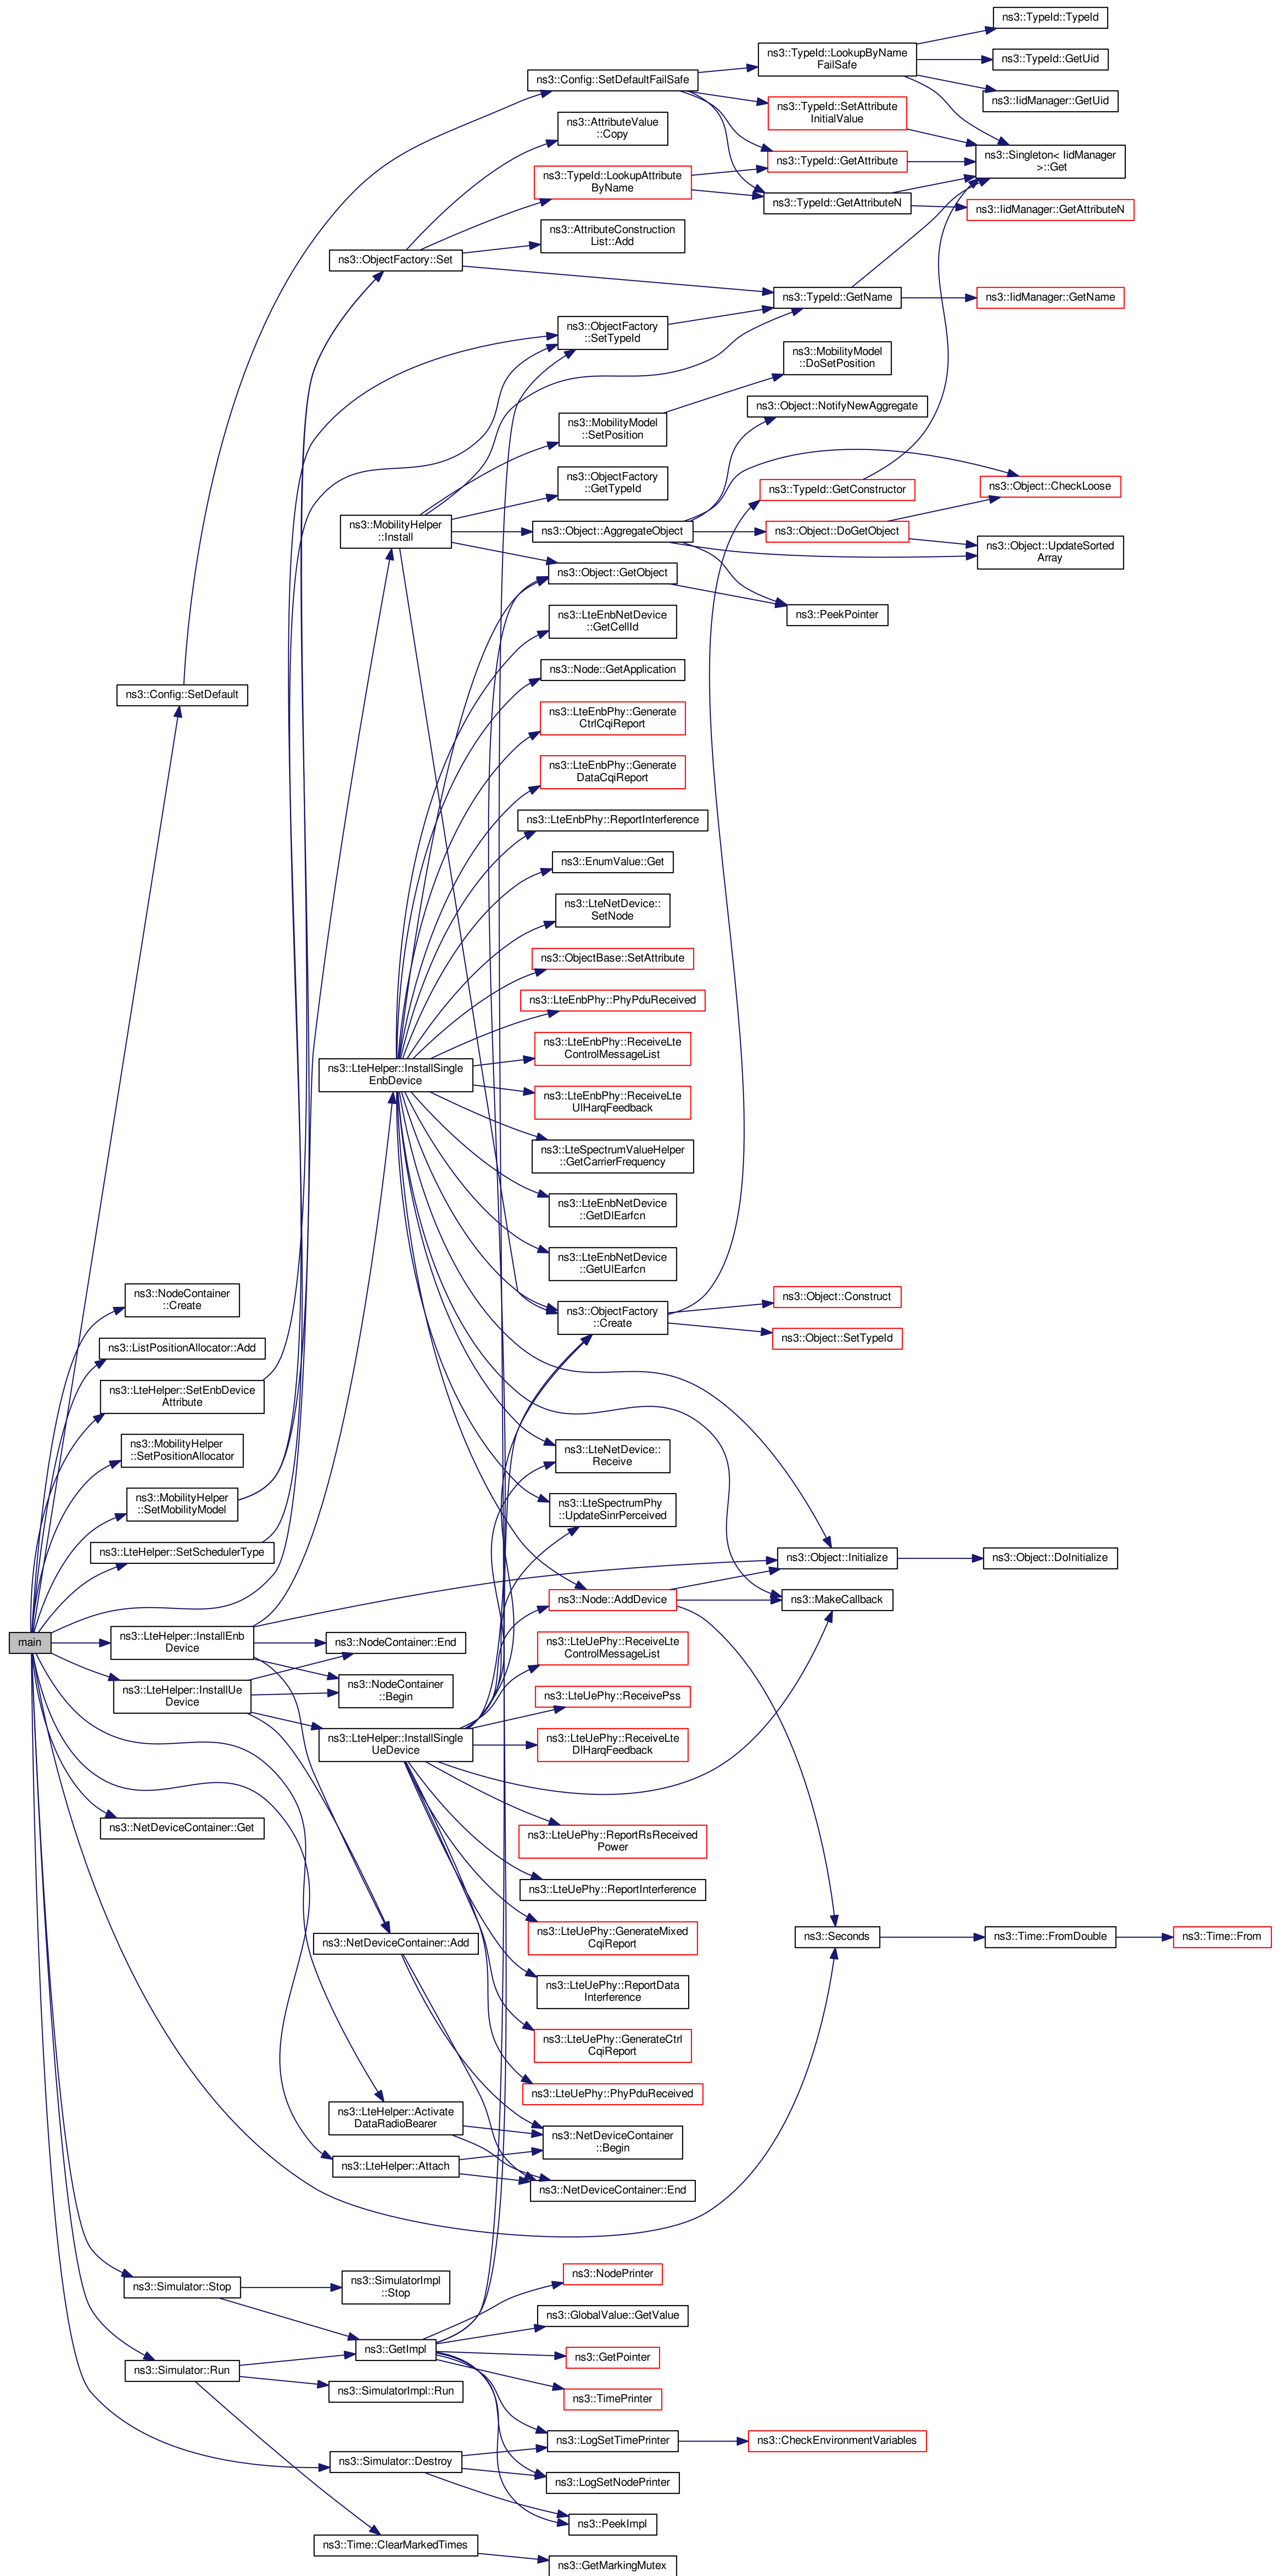 ns3::TypeId::TypeId
ns3::TypeId::LookupByName
FailSafe
ns3::TypeId::GetUid
ns3::Config::SetDefaultFailSafe
ns3::IidManager::GetUid
ns3::TypeId::SetAttribute
InitialValue
ns3::AttributeValue
::Copy
ns3::TypeId::GetAttribute
ns3::Singleton< IidManager
>::Get
ns3::TypeId::LookupAttribute
ByName
ns3::TypeId::GetAttributeN
ns3::IidManager::GetAttributeN
ns3::AttributeConstruction
List::Add
ns3::ObjectFactory::Set
ns3::TypeId::GetName
ns3::IidManager::GetName
ns3::ObjectFactory
::SetTypeId
ns3::MobilityModel
::DoSetPosition
ns3::Object::NotifyNewAggregate
ns3::MobilityModel
::SetPosition
ns3::ObjectFactory
::GetTypeId
ns3::TypeId::GetConstructor
ns3::Object::CheckLoose
ns3::MobilityHelper
::Install
ns3::Object::AggregateObject
ns3::Object::DoGetObject
ns3::Object::UpdateSorted
Array
ns3::Object::GetObject
ns3::PeekPointer
ns3::LteEnbNetDevice
::GetCellId
ns3::Node::GetApplication
ns3::Config::SetDefault
ns3::LteEnbPhy::Generate
CtrlCqiReport
ns3::LteEnbPhy::Generate
DataCqiReport
ns3::LteEnbPhy::ReportInterference
ns3::EnumValue::Get
ns3::LteNetDevice::
SetNode
ns3::ObjectBase::SetAttribute
ns3::LteEnbPhy::PhyPduReceived
ns3::LteEnbPhy::ReceiveLte
ControlMessageList
ns3::LteHelper::InstallSingle
EnbDevice
ns3::LteEnbPhy::ReceiveLte
UlHarqFeedback
ns3::LteSpectrumValueHelper
::GetCarrierFrequency
ns3::LteEnbNetDevice
::GetDlEarfcn
ns3::LteEnbNetDevice
::GetUlEarfcn
ns3::NodeContainer
::Create
ns3::ObjectFactory
::Create
ns3::Object::Construct
ns3::Object::SetTypeId
ns3::ListPositionAllocator::Add
ns3::LteHelper::SetEnbDevice
Attribute
ns3::MobilityHelper
::SetPositionAllocator
ns3::LteNetDevice::
Receive
ns3::MobilityHelper
::SetMobilityModel
ns3::LteSpectrumPhy
::UpdateSinrPerceived
ns3::LteHelper::SetSchedulerType
ns3::Object::Initialize
ns3::Object::DoInitialize
ns3::Node::AddDevice
ns3::MakeCallback
main
ns3::LteHelper::InstallEnb
Device
ns3::NodeContainer::End
ns3::LteUePhy::ReceiveLte
ControlMessageList
ns3::LteHelper::InstallUe
Device
ns3::NodeContainer
::Begin
ns3::LteUePhy::ReceivePss
ns3::LteHelper::InstallSingle
UeDevice
ns3::LteUePhy::ReceiveLte
DlHarqFeedback
ns3::NetDeviceContainer::Get
ns3::LteUePhy::ReportRsReceived
Power
ns3::LteUePhy::ReportInterference
ns3::NetDeviceContainer::Add
ns3::LteUePhy::GenerateMixed
CqiReport
ns3::Seconds
ns3::Time::FromDouble
ns3::Time::From
ns3::LteUePhy::ReportData
Interference
ns3::LteUePhy::GenerateCtrl
CqiReport
ns3::LteUePhy::PhyPduReceived
ns3::LteHelper::Activate
DataRadioBearer
ns3::NetDeviceContainer
::Begin
ns3::LteHelper::Attach
ns3::NetDeviceContainer::End
ns3::NodePrinter
ns3::Simulator::Stop
ns3::SimulatorImpl
::Stop
ns3::GlobalValue::GetValue
ns3::GetImpl
ns3::GetPointer
ns3::Simulator::Run
ns3::SimulatorImpl::Run
ns3::TimePrinter
ns3::LogSetTimePrinter
ns3::CheckEnvironmentVariables
ns3::Simulator::Destroy
ns3::LogSetNodePrinter
ns3::PeekImpl
ns3::Time::ClearMarkedTimes
ns3::GetMarkingMutex